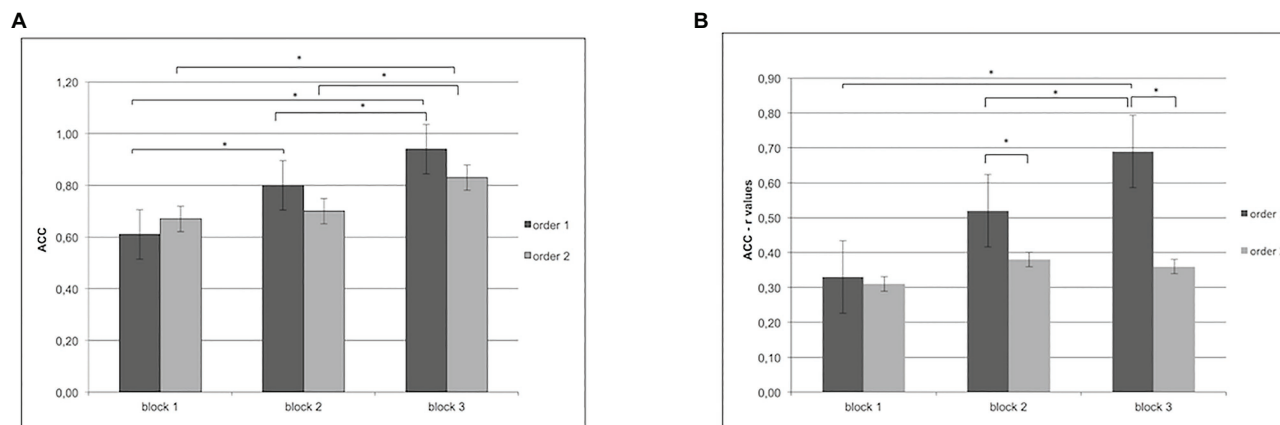 A
ACC
1,20
1,00
0,80
0,60
0,40
0,20
0,00
*
*
*
*
*
block 1
block 2
block 3
order 1
order 2
B
ACC - r values
0,90
0,80
0,70
0,60
0,50
0,40
0,30
0,20
0,10
0,00
*
*
*
*
block 1
block 2
block 3
order
order